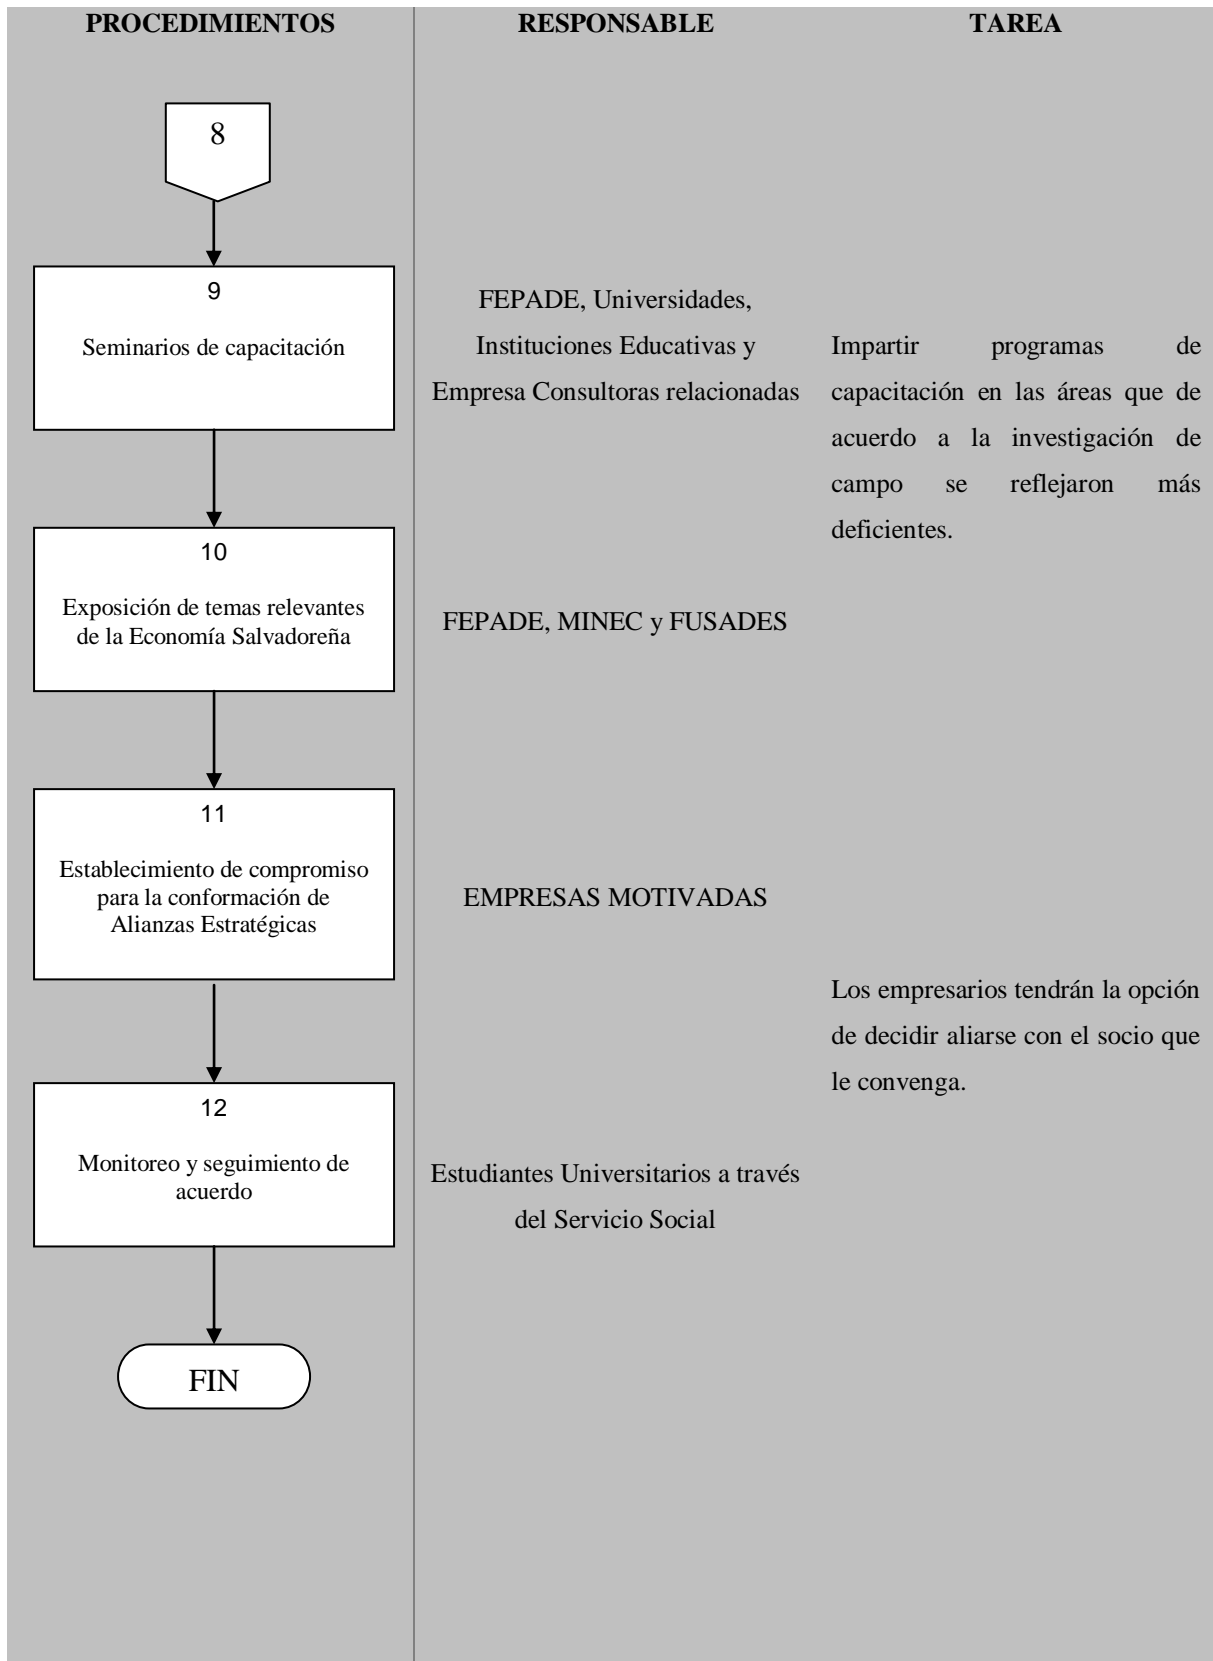 PROCEDIMIENTOS
RESPONSABLE
TAREA
8
9
Seminarios de capacitación
FEPADE, Universidades,
Instituciones Educativas y
Empresa Consultoras relacionadas
Impartir programas de
capacitación en las áreas que de
acuerdo a la investigación de
campo se reflejaron más
deficientes.
10
Exposición de temas relevantes
de la Economía Salvadoreña
FEPADE, MINEC y FUSADES
11
Establecimiento de compromiso
para la conformación de
Alianzas Estratégicas
EMPRESAS MOTIVADAS
Los empresarios tendrán la opción
de decidir aliarse con el socio que
le convenga.
12
Monitoreo y seguimiento de
acuerdo
Estudiantes Universitarios a través
del Servicio Social
FIN